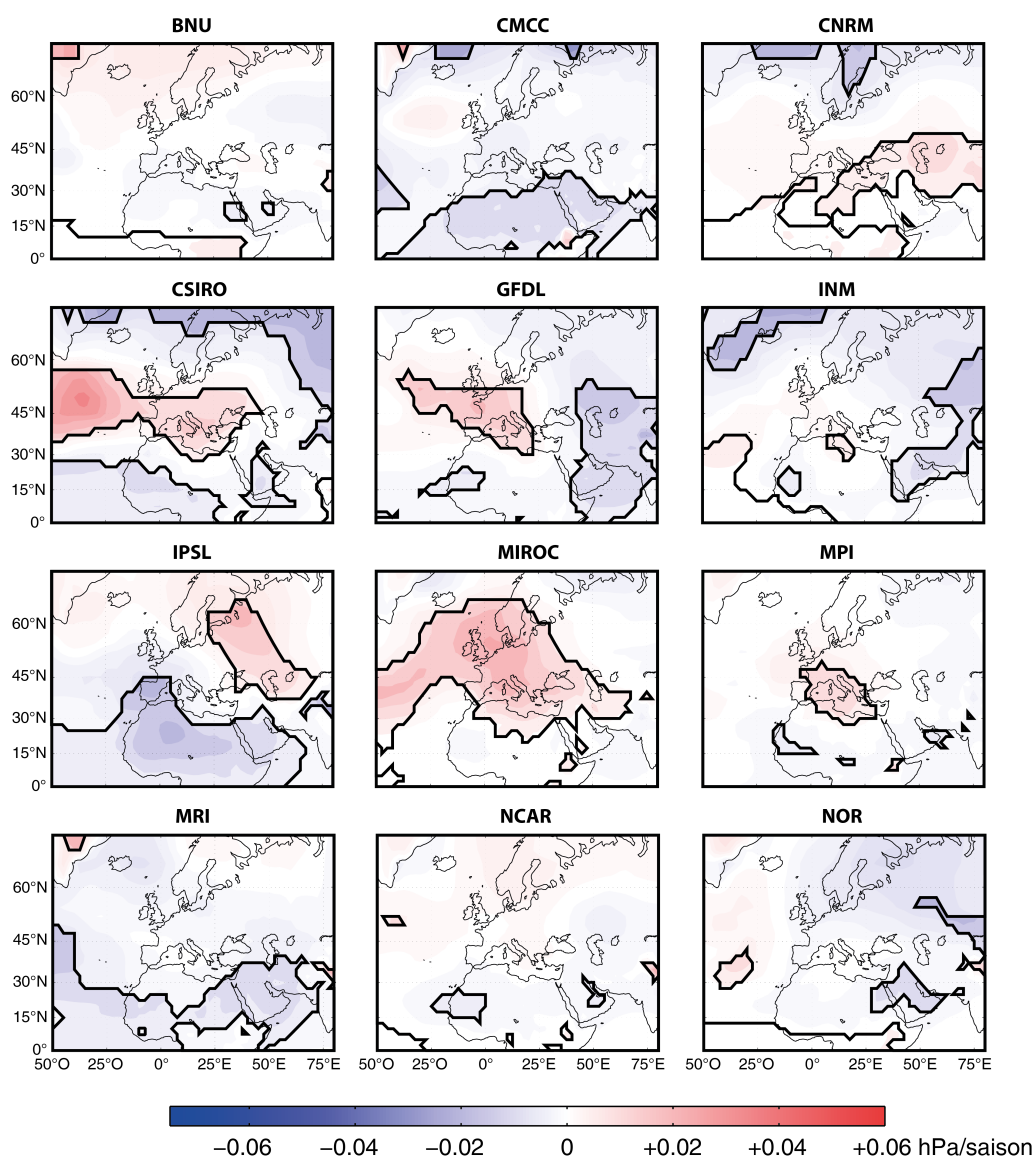 BNU CMCC CNRM
60°N
45°N
30°N
15°N
0°
CSIRO GFDL INM
60°N
45°N
30°N
15°N
0°
IPSL MIROC MPI
60°N
45°N
30°N
15°N
0°
MRI NCAR NOR
60°N
45°N
30°N
15°N
0°
50°O 25°O 0° 25°E 50°E 75°E 50°O 25°O 0° 25°E 50°E 75°E 50°O 25°O 0° 25°E 50°E 75°E
−0.06 −0.04 −0.02 0 +0.02 +0.04 +0.06 hPa/saison